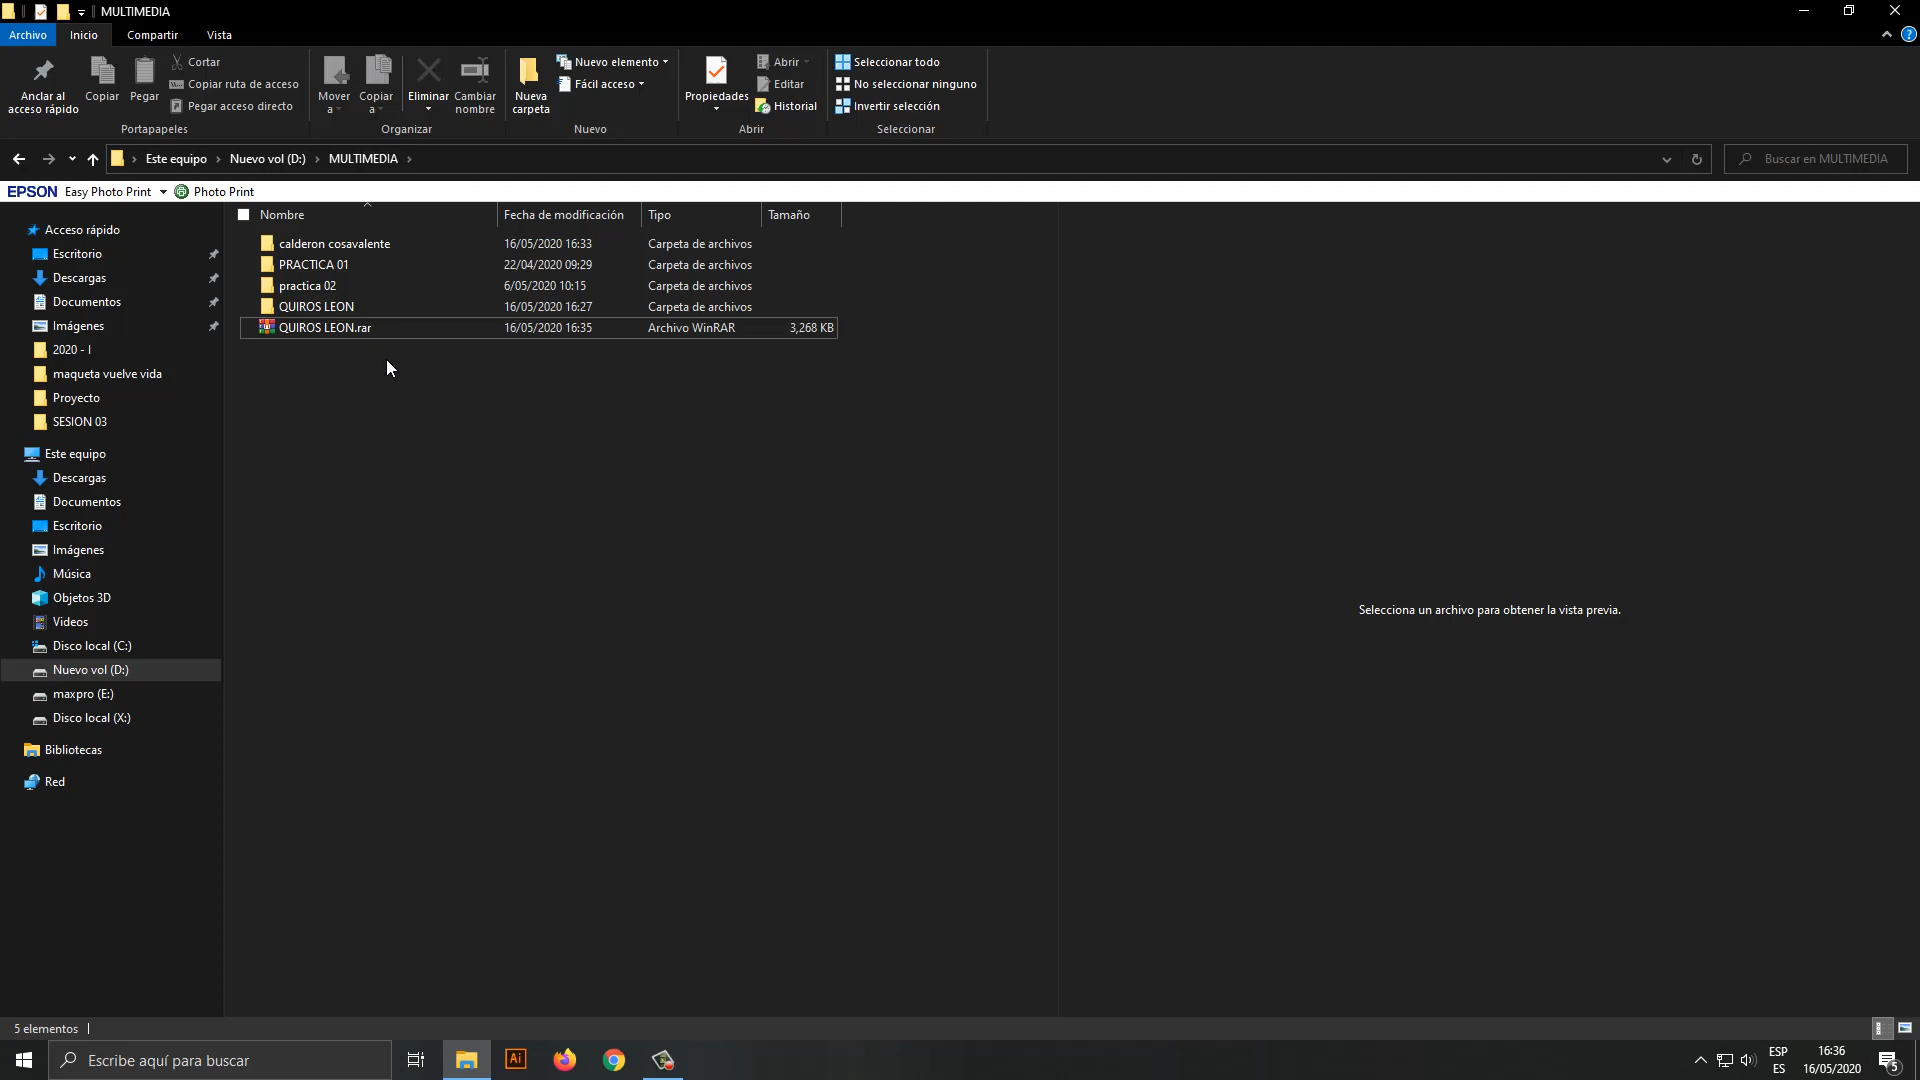 MULTIMEDIA
Archivo Inicio Compartir Vista
Anclar al acceso rápido
Copiar
Pegar
Cortar
Copiar ruta de acceso
Pegar acceso directo
Portapapeles
Mover a
Copiar a
Eliminar
Cambiar nombre
Organizar
Nueva carpeta
Nuevo elemento
Fácil acceso
Nuevo
Propiedades
Abrir
Editar
Historial
Abrir
Seleccionar todo
No seleccionar ninguno
Invertir selección
Seleccionar
Este equipo Nuevo vol (D:) MULTIMEDIA
Buscar en MULTIMEDIA
EPSON Easy Photo Print Photo Print
Acceso rápido
Escritorio
Descargas
Documentos
Imágenes
2020 - I
maqueta vuelve vida
Proyecto
SESION 03
Este equipo
Descargas
Documentos
Escritorio
Imágenes
Música
Objetos 3D
Videos
Disco local (C:)
Nuevo vol (D:)
maxpro (E:)
Disco local (X:)
Bibliotecas
Red
Nombre Fecha de modificación Tipo Tamaño
calderon cosavalente 16/05/2020 16:33 Carpeta de archivos
PRACTICA 01 22/04/2020 09:29 Carpeta de archivos
practica 02 6/05/2020 10:15 Carpeta de archivos
QUIROS LEON 16/05/2020 16:27 Carpeta de archivos
QUIROS LEON.rar 16/05/2020 16:35 Archivo WinRAR 3,268 KB
Selecciona un archivo para obtener la vista previa.
5 elementos
Escribe aquí para buscar
Ai
ESP
ES
16:36
16/05/2020
5